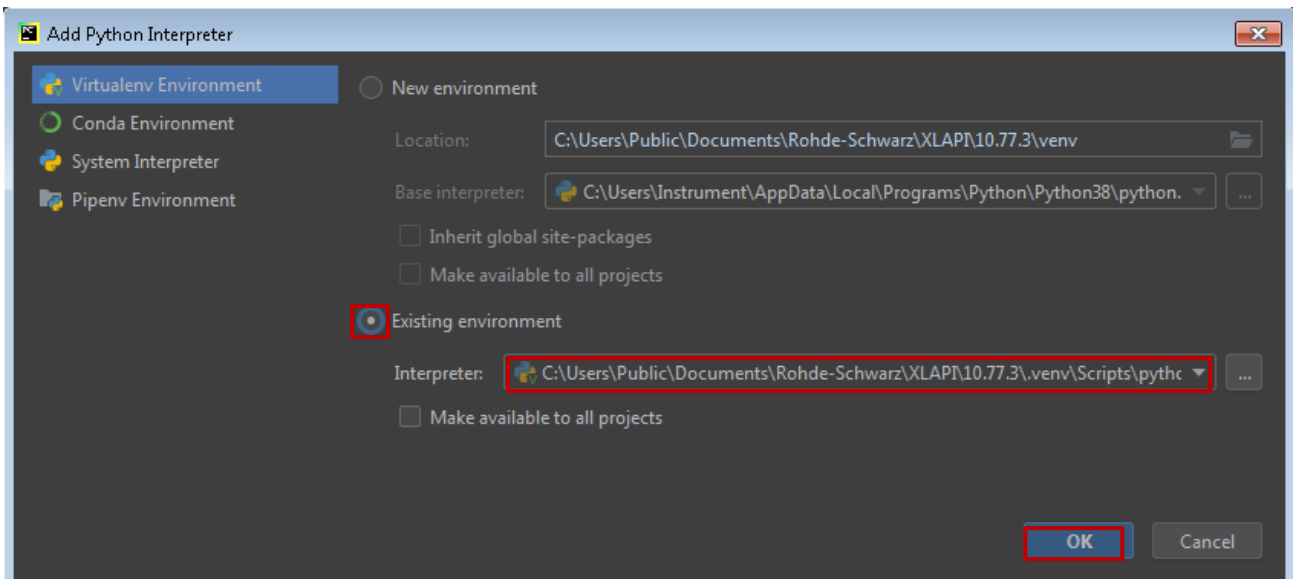 Add Python Interpreter
Virtualenv Environment
Conda Environment
System Interpreter
Pipenv Environment
New environment
Location: C:\Users\Public\Documents\Rohde-Schwarz\XLAPI\10.77.3\venv
Base interpreter: C:\Users\Instrument\AppData\Local\Programs\Python\Python38\python. ...
Inherit global site-packages
Make available to all projects
Existing environment
Interpreter: C:\Users\Public\Documents\Rohde-Schwarz\XLAPI\10.77.3\.venv\Scripts\pythc ...
Make available to all projects
OK Cancel